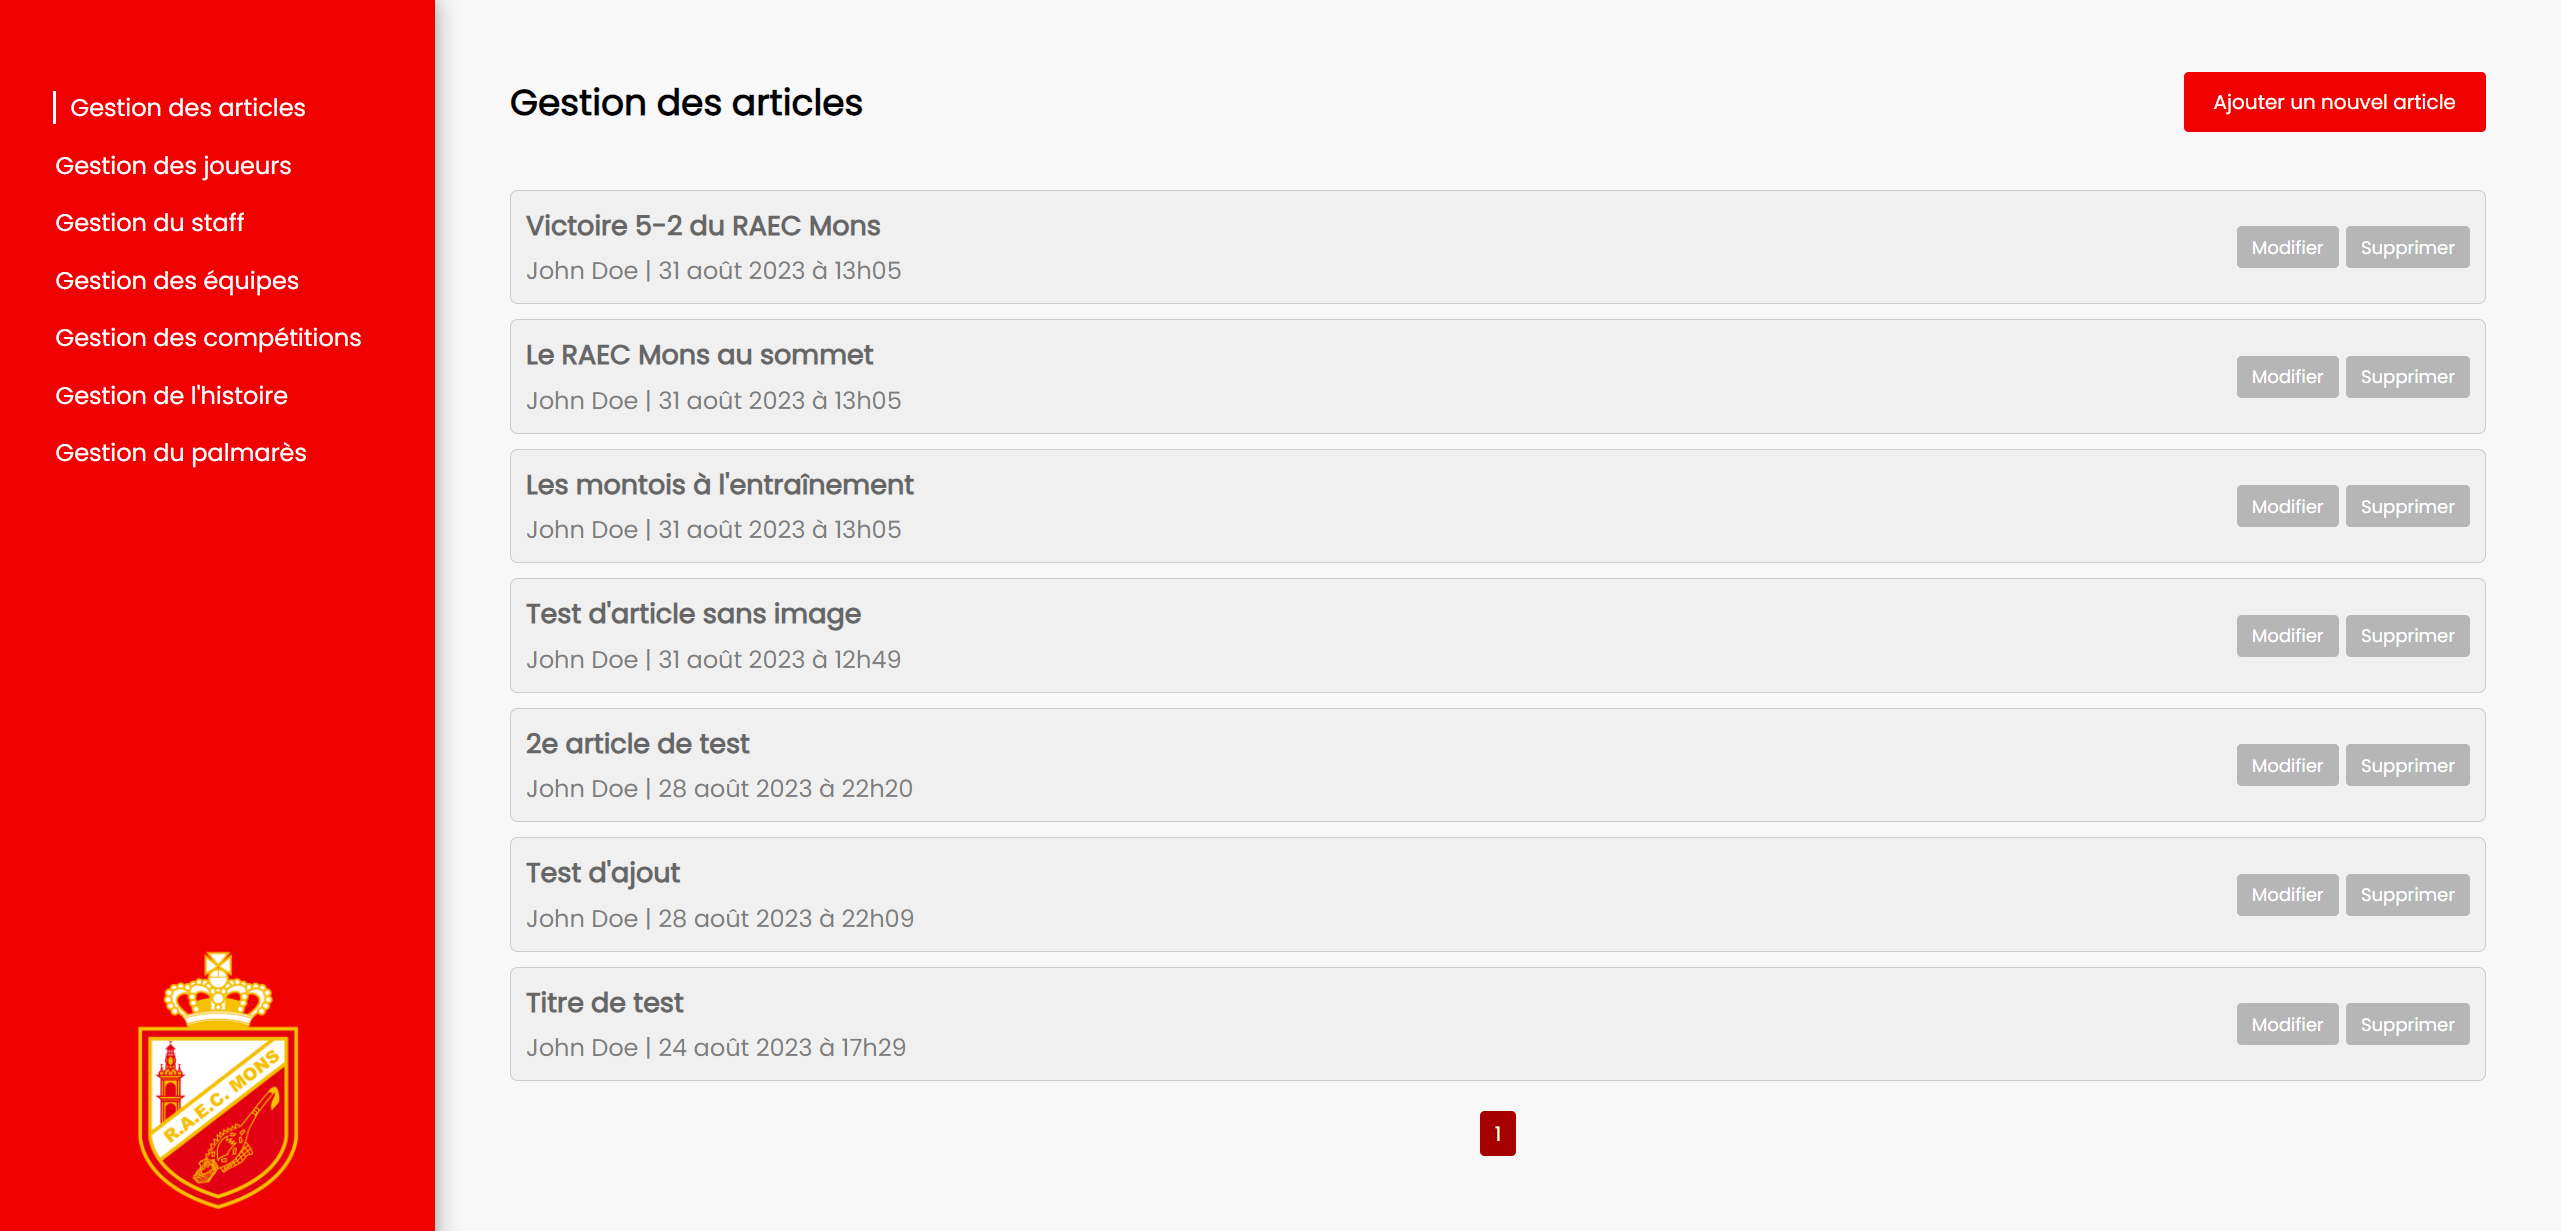 Gestion des articles
Gestion des joueurs
Gestion du staff
Gestion des équipes
Gestion des compétitions
Gestion de l'histoire
Gestion du palmarès
R.A.E.C. MONS
Gestion des articles
Ajouter un nouvel article
Victoire 5-2 du RAEC Mons
John Doe | 31 août 2023 à 13h05
Modifier Supprimer
Le RAEC Mons au sommet
John Doe | 31 août 2023 à 13h05
Modifier Supprimer
Les montois à l'entraînement
John Doe | 31 août 2023 à 13h05
Modifier Supprimer
Test d'article sans image
John Doe | 31 août 2023 à 12h49
Modifier Supprimer
2e article de test
John Doe | 28 août 2023 à 22h20
Modifier Supprimer
Test d'ajout
John Doe | 28 août 2023 à 22h09
Modifier Supprimer
Titre de test
John Doe | 24 août 2023 à 17h29
Modifier Supprimer
1